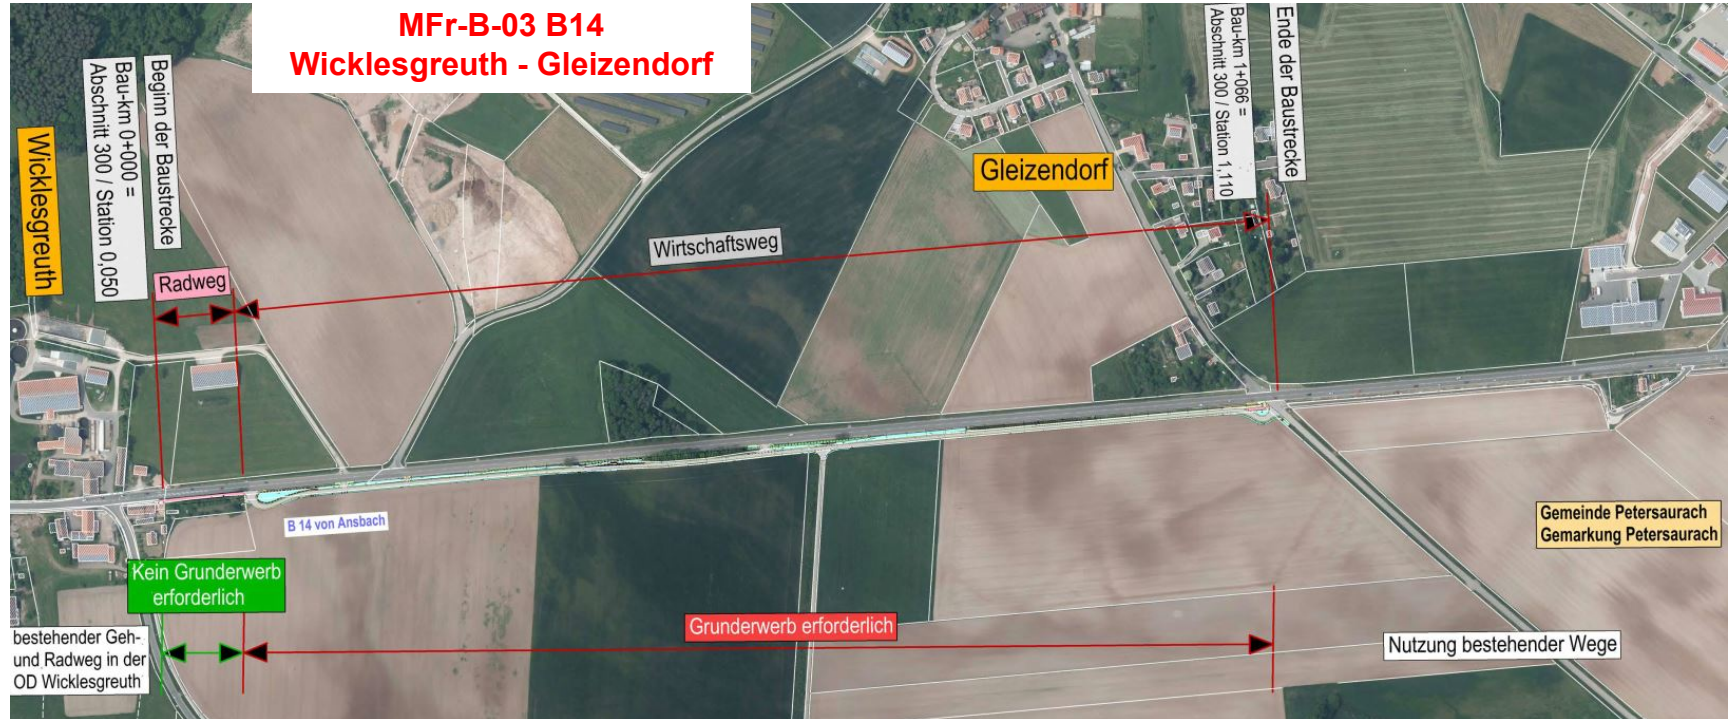 MFr-B-03 B14
Wicklesgreuth - Gleizendorf
Wicklesgreuth
Beginn der Baustrecke
Bau-km 0+000 =
Abschnitt 300 / Station 0,050
Radweg
Wirtschaftsweg
Gleizendorf
Ende der Baustrecke
Bau-km 1+066 =
Abschnitt 300 / Station 1,110
B 14 von Ansbach
Gemeinde Petersaurach
Gemarkung Petersaurach
Kein Grunderwerb
erforderlich
Grunderwerb erforderlich
bestehender Geh-
und Radweg in der
OD Wicklesgreuth
Nutzung bestehender Wege